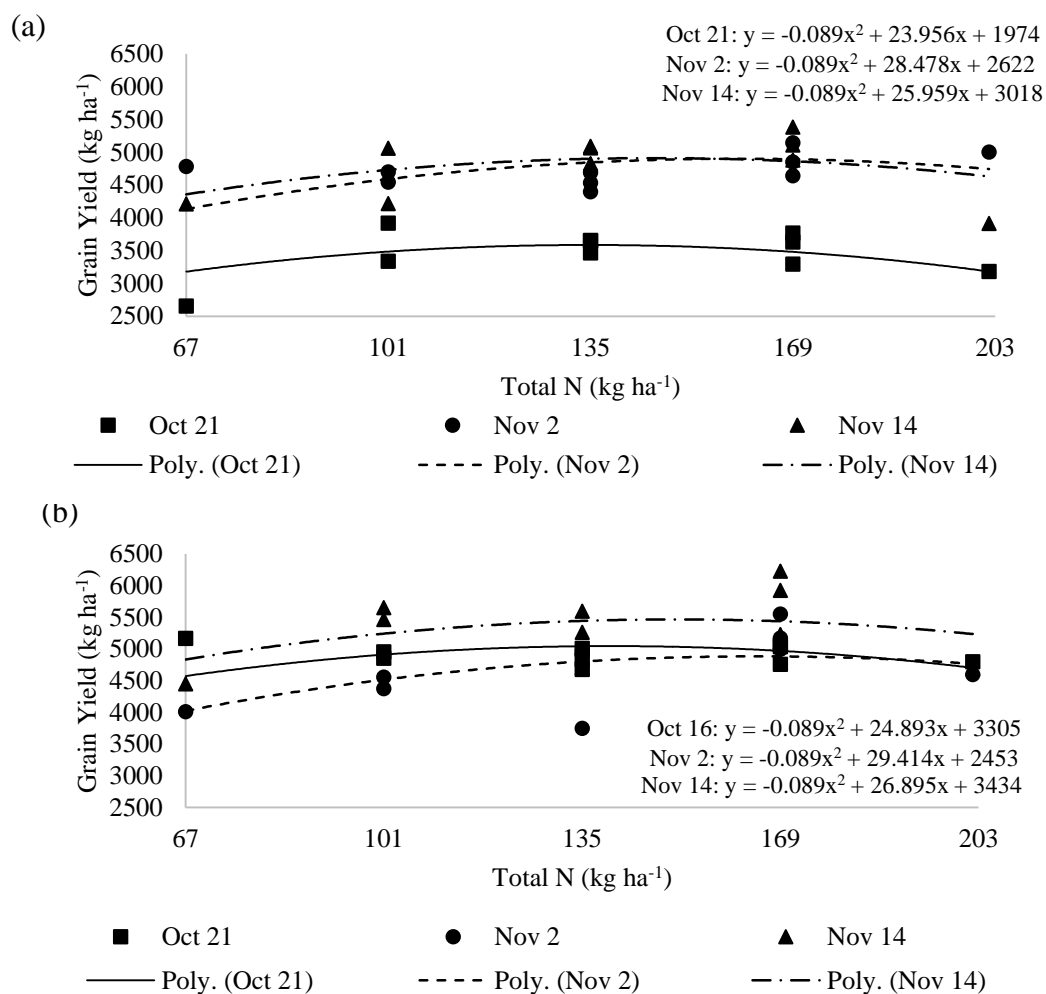 (a)
Oct 21: y = -0.089x² + 23.956x + 1974
Nov 2: y = -0.089x² + 28.478x + 2622
Nov 14: y = -0.089x² + 25.959x + 3018
Grain Yield (kg ha⁻¹)
6500
6000
5500
5000
4500
4000
3500
3000
2500
67 101 135 169 203
Total N (kg ha⁻¹)
Oct 21 Nov 2 Nov 14
Poly. (Oct 21) Poly. (Nov 2) Poly. (Nov 14)
(b)
Grain Yield (kg ha⁻¹)
6500
6000
5500
5000
4500
4000
3500
3000
2500
Oct 16: y = -0.089x² + 24.893x + 3305
Nov 2: y = -0.089x² + 29.414x + 2453
Nov 14: y = -0.089x² + 26.895x + 3434
67 101 135 169 203
Total N (kg ha⁻¹)
Oct 21 Nov 2 Nov 14
Poly. (Oct 21) Poly. (Nov 2) Poly. (Nov 14)